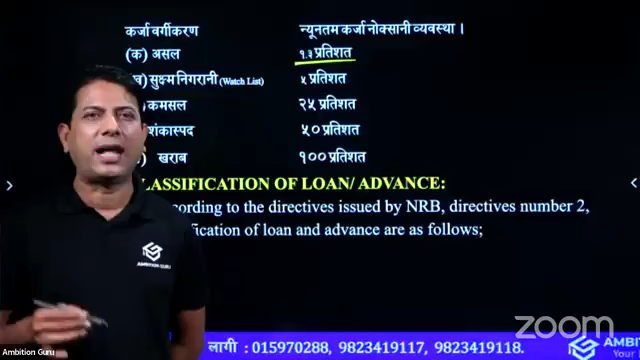 कर्जा वर्गीकरण न्यूनतम कर्जा नोक्सानी व्यवस्था ।
(क) असल १.३ प्रतिशत
ख) सुक्ष्म निगरानी (Watch List) ५ प्रतिशत
) कमसल २५ प्रतिशत
) शंकास्पद ५० प्रतिशत
) खराब १०० प्रतिशत
LASSIFICATION OF LOAN/ ADVANCE:
cording to the directives issued by NRB, directives number 2,
fication of loan and advance are as follows;
AMBITION GURU
zoom
Ambition Guru
लागी : 015970288, 9823419117, 9823419118.
AMBI
Your